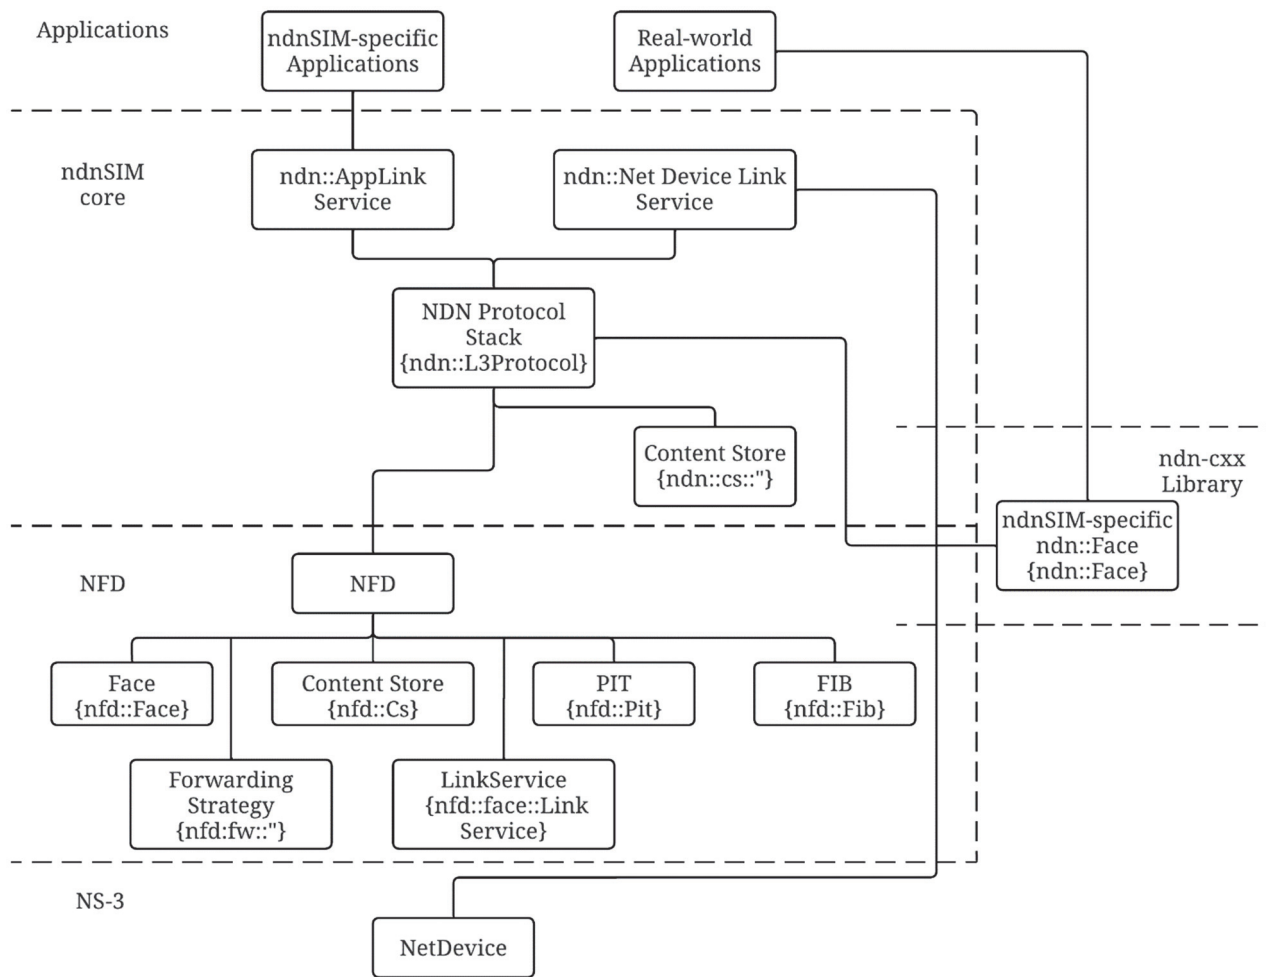 Applications
ndnSIM-specific
Applications
Real-world
Applications
ndnSIM
core
ndn::AppLink
Service
ndn::Net Device Link
Service
NDN Protocol
Stack
{ndn::L3Protocol}
Content Store
{ndn::cs::"}
ndn-cxx
Library
ndnSIM-specific
ndn::Face
{ndn::Face}
NFD
NFD
Face
{nfd::Face}
Content Store
{nfd::Cs}
PIT
{nfd::Pit}
FIB
{nfd::Fib}
Forwarding
Strategy
{nfd:fw::"}
LinkService
{nfd::face::Link
Service}
NS-3
NetDevice